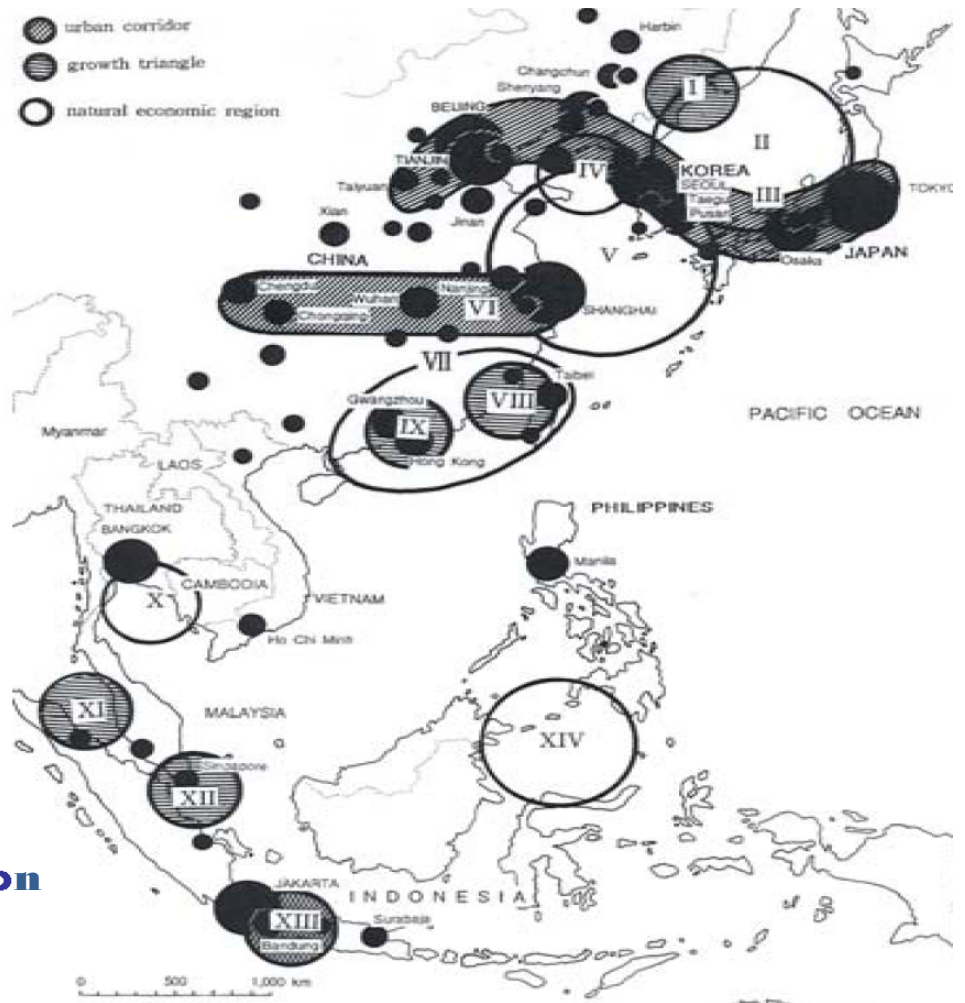 urban corridor
growth triangle
natural economic region
Harbin
Changchun
Shenyang
BEIJING
I
II
TIANJIN
IV
KOREA
SEOUL
III
TOKYO
Taiyuan
Taegu
Pusan
Xian
Jinan
V
JAPAN
Osaka
CHINA
Chengdu
Nanjing
Wuhan
VI
Chongqing
SHANGHAI
VII
Taibei
Gwangzhou
VIII
IX
PACIFIC OCEAN
Myanmar
Hong Kong
LAOS
THAILAND
PHILIPPINES
BANGKOK
Manila
CAMBODIA
X
VIETNAM
Ho Chi Minh
XI
MALAYSIA
XIV
Singapore
XII
on
JAKARTA
INDONESIA
XIII
Surabaja
Bandung
0 500 1,000 km